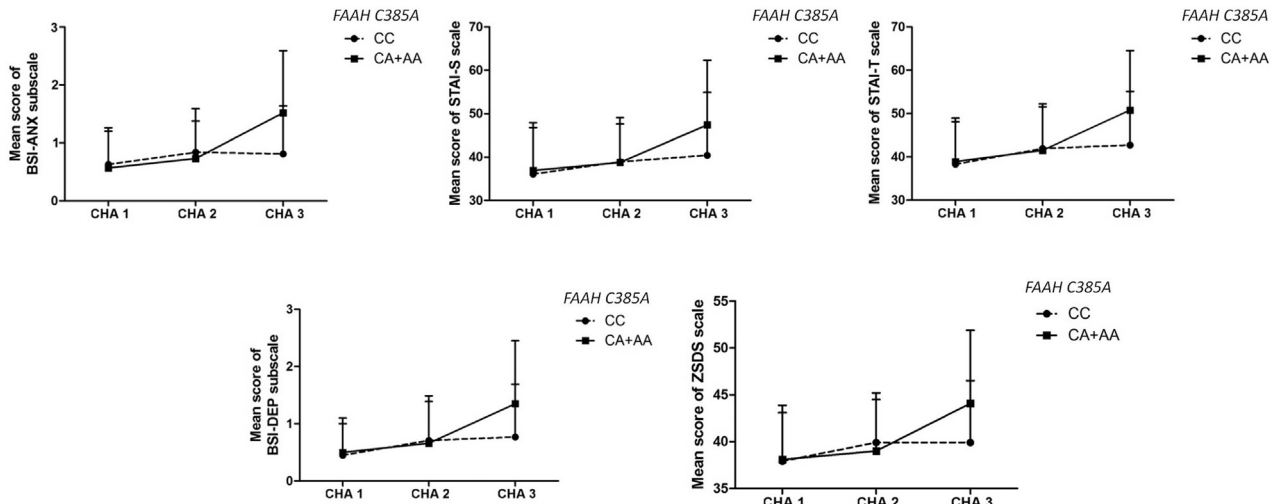 FAAH C385A
CC
CA+AA
Mean score of
BSI-ANX subscale
3
2
1
0
CHA 1 CHA 2 CHA 3
FAAH C385A
CC
CA+AA
Mean score of STAI-S scale
70
60
50
40
30
CHA 1 CHA 2 CHA 3
FAAH C385A
CC
CA+AA
Mean score of STAI-T scale
70
60
50
40
30
CHA 1 CHA 2 CHA 3
FAAH C385A
CC
CA+AA
Mean score of
BSI-DEP subscale
3
2
1
0
CHA 1 CHA 2 CHA 3
FAAH C385A
CC
CA+AA
Mean score of ZSDS scale
55
50
45
40
35
CHA 1 CHA 2 CHA 3